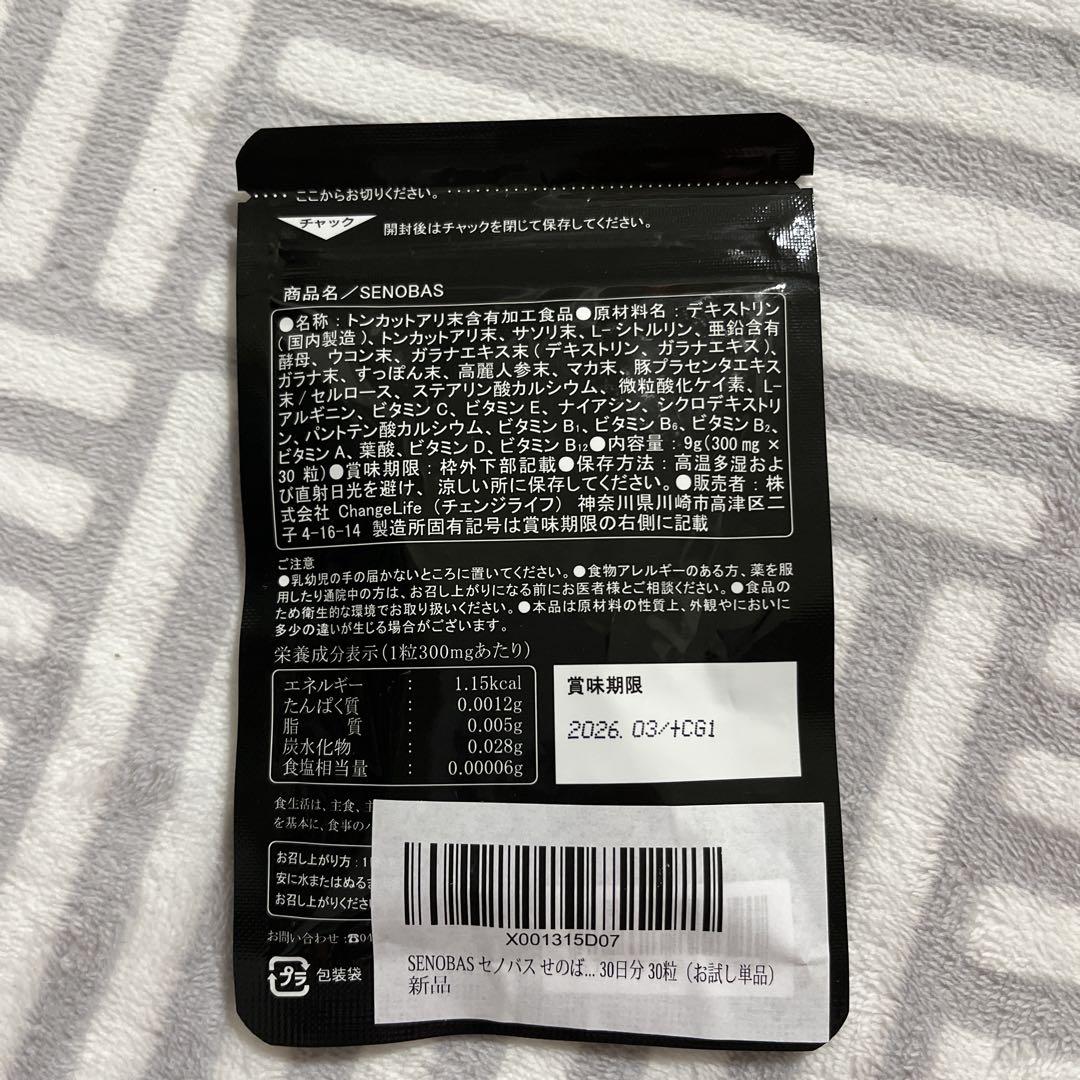 ここからお切りください。
チャック
開封後はチャックを閉じて保存してください。
商品名／SENOBAS
●名称：トンカットアリ末含有加工食品●原材料名：デキストリン
(国内製造)、トンカットアリ末、サソリ末、L-シトルリン、亜鉛含有
酵母、ウコン末、ガラナエキス末(デキストリン、ガラナエキス)、
ガラナ末、すっぽん末、高麗人参末、マカ末、豚プラセンタエキス
末/セルロース、ステアリン酸カルシウム、微粒酸化ケイ素、L-
アルギニン、ビタミンC、ビタミンE、ナイアシン、シクロデキストリ
ン、パントテン酸カルシウム、ビタミンB1、ビタミンB6、ビタミンB2、
ビタミンA、葉酸、ビタミンD、ビタミンB12●内容量：9g(300mg×
30粒)●賞味期限：枠外下部記載●保存方法：高温多湿およ
び直射日光を避け、涼しい所に保存してください。●販売者：株
式会社 ChangeLife（チェンジライフ） 神奈川県川崎市高津区二
子4-16-14 製造所固有記号は賞味期限の右側に記載
ご注意
●乳幼児の手の届かないところに置いてください。●食物アレルギーのある方、薬を服
用したり通院中の方は、お召し上がりになる前にお医者様とご相談ください。●食品の
ため衛生的な環境でお取り扱いください。●本品は原材料の性質上、外観やにおいに
多少の違いが生じる場合がございます。
栄養成分表示(1粒300mgあたり)
エネルギー : 1.15kcal
たんぱく質 : 0.0012g
脂質 : 0.005g
炭水化物 : 0.028g
食塩相当量 : 0.00006g
賞味期限
2026.03/+CG1
食生活は、主食、主
を基本に、食事のバ
お召し上がり方：1
安に水またはぬるま
お召し上がりくださ
お問い合わせ:☎04
プラ
包装袋
X001315D07
SENOBAS セノバス せのば... 30日分 30粒（お試し単品）
新品